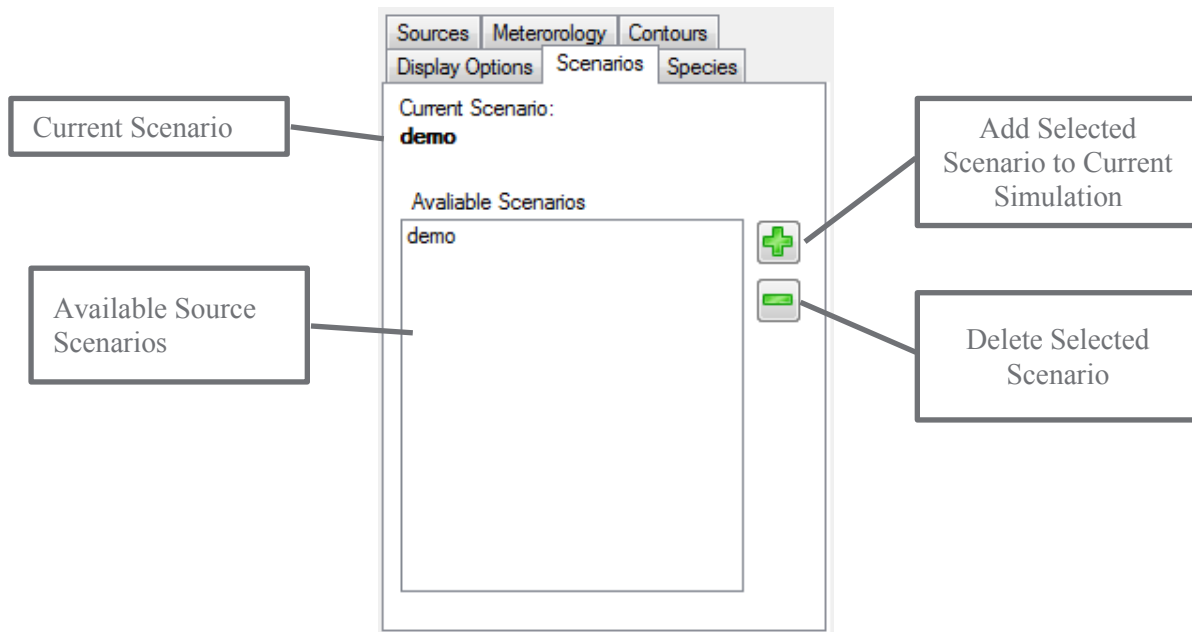 Sources Meterorology Contours
Display Options Scenarios Species
Current Scenario:
demo
Avaliable Scenarios
demo
Current Scenario
Available Source
Scenarios
Add Selected
Scenario to Current
Simulation
Delete Selected
Scenario